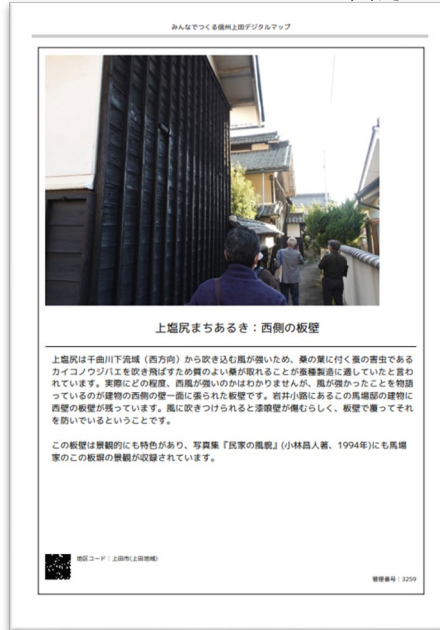 みんなでつくる信州上田デジタルマップ
上塩尻まちあるき：西側の板壁
上塩尻は千曲川下流域（西方向）から吹き込む風が強いため、桑の葉に付く蚕の害虫である
カイコノウジバエを吹き飛ばすため質のよい桑が取れることが蚕種製造に適していたと言わ
れています。実際にどの程度、西風が強いのかはわかりませんが、風が強かったことを物語
っているのが建物の西側の壁一面に張られた板壁です。岩井小路にあるこの馬場邸の建物に
西壁の板壁が残っています。風に吹きつけられると漆喰壁が傷むらしく、板壁で覆ってそれ
を防いでいるということです。
この板壁は景観的にも特色があり、写真集『民家の風貌』(小林昌人著、1994年)にも馬場
家のこの板塀の景観が収録されています。
地区コード：上田市(上田地域)
管理番号：3259